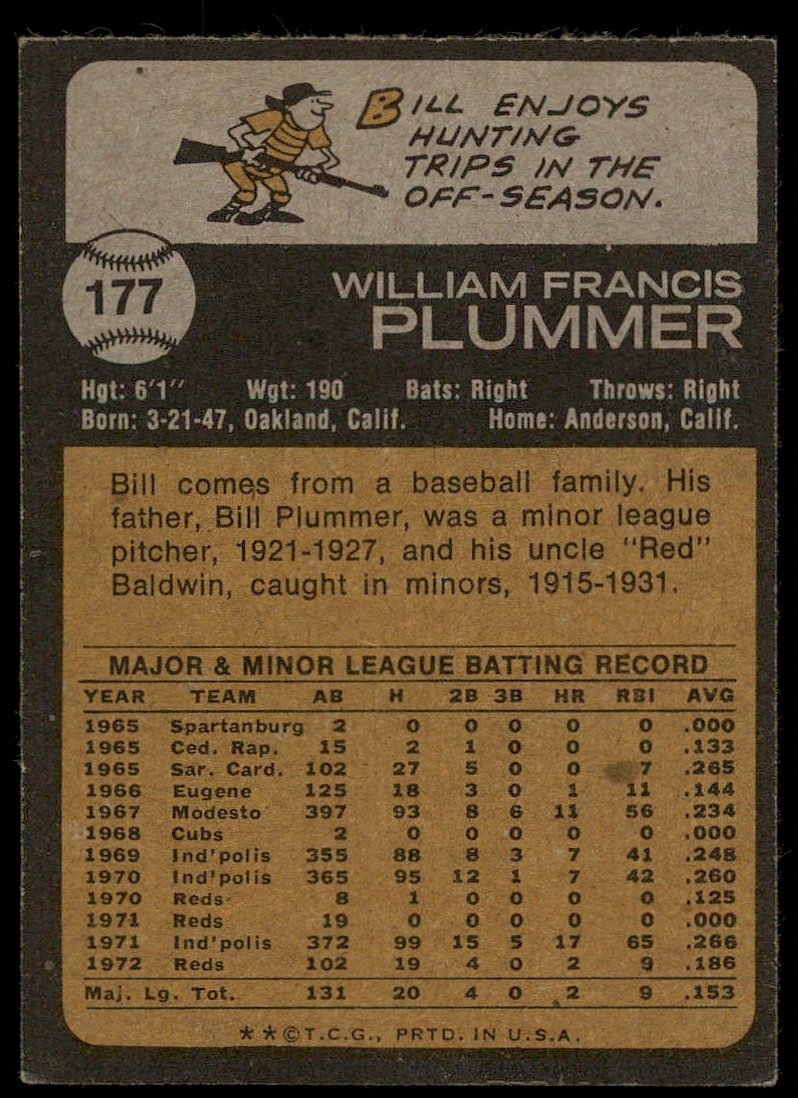 BILL ENJOYS
HUNTING
TRIPS IN THE
OFF-SEASON.
177
WILLIAM FRANCIS
PLUMMER
Hgt: 6'1" Wgt: 190 Bats: Right Throws: Right
Born: 3-21-47, Oakland, Calif. Home: Anderson, Calif.
Bill comes from a baseball family. His
father, Bill Plummer, was a minor league
pitcher, 1921-1927, and his uncle "Red"
Baldwin, caught in minors, 1915-1931.
MAJOR & MINOR LEAGUE BATTING RECORD
YEAR TEAM AB H 2B 3B HR RBI AVG
1965 Spartanburg 2 0 0 0 0 0 .000
1965 Ced. Rap. 15 2 1 0 0 0 .133
1965 Sar. Card. 102 27 5 0 0 7 .265
1966 Eugene 125 18 3 0 1 11 .144
1967 Modesto 397 93 8 6 11 56 .234
1968 Cubs 2 0 0 0 0 0 .000
1969 Ind'polis 355 88 8 3 7 41 .248
1970 Ind'polis 365 95 12 1 7 42 .260
1970 Reds 8 1 0 0 0 0 .125
1971 Reds 19 0 0 0 0 0 .000
1971 Ind'polis 372 99 15 5 17 65 .266
1972 Reds 102 19 4 0 2 9 .186
Maj. Lg. Tot. 131 20 4 0 2 9 .153
**©T.C.G., PRTD. IN U.S.A.